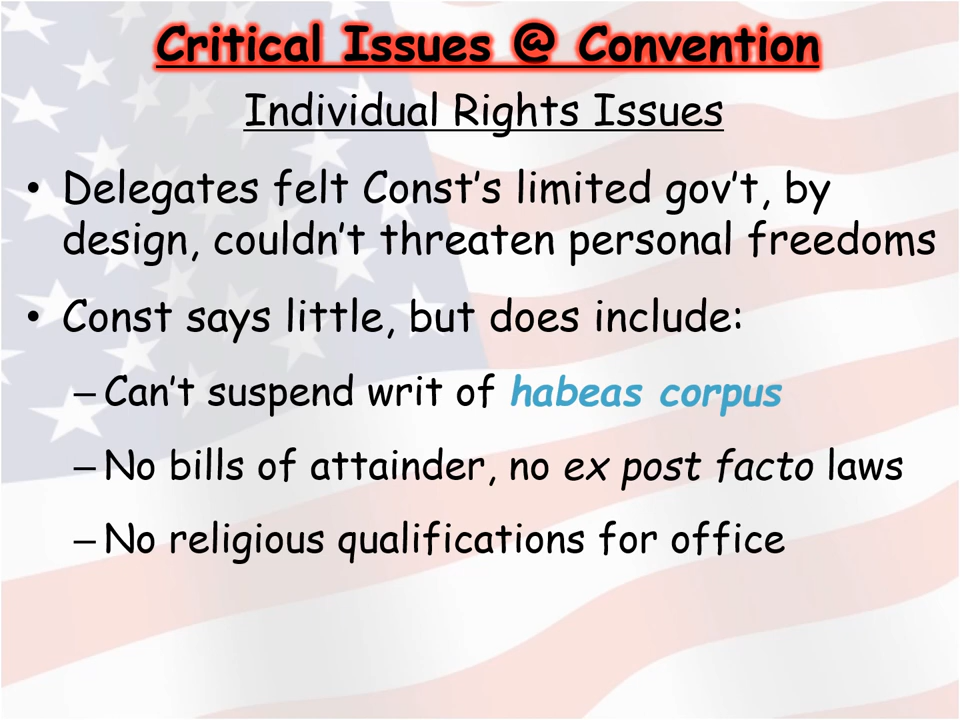 Critical Issues @ Convention
Individual Rights Issues
• Delegates felt Const’s limited gov’t, by
design, couldn’t threaten personal freedoms
• Const says little, but does include:
– Can’t suspend writ of habeas corpus
– No bills of attainder, no ex post facto laws
– No religious qualifications for office